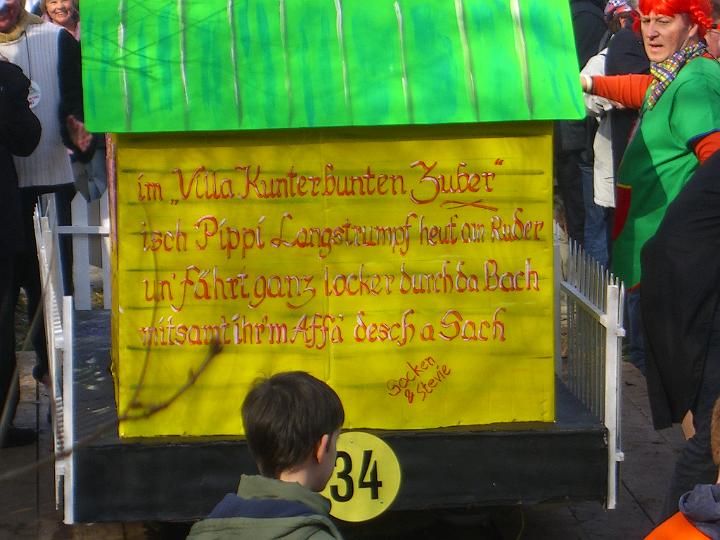 im „Villa Kunterbunten Zuber“
isch Pippi Langstrumpf heut am Ruder
un' fährt ganz locker durch da Bach
mitsamt ihr'm Affä desch a Sach
Socken
& Stevie
34